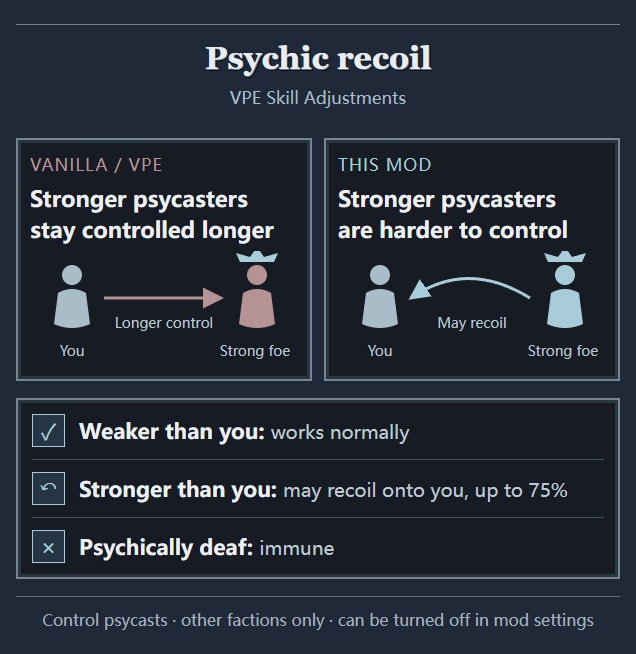 Psychic recoil
VPE Skill Adjustments
VANILLA / VPE
Stronger psycasters
stay controlled longer
Longer control
You
Strong foe
THIS MOD
Stronger psycasters
are harder to control
May recoil
You
Strong foe
Weaker than you: works normally
Stronger than you: may recoil onto you, up to 75%
Psychically deaf: immune
Control psycasts · other factions only · can be turned off in mod settings